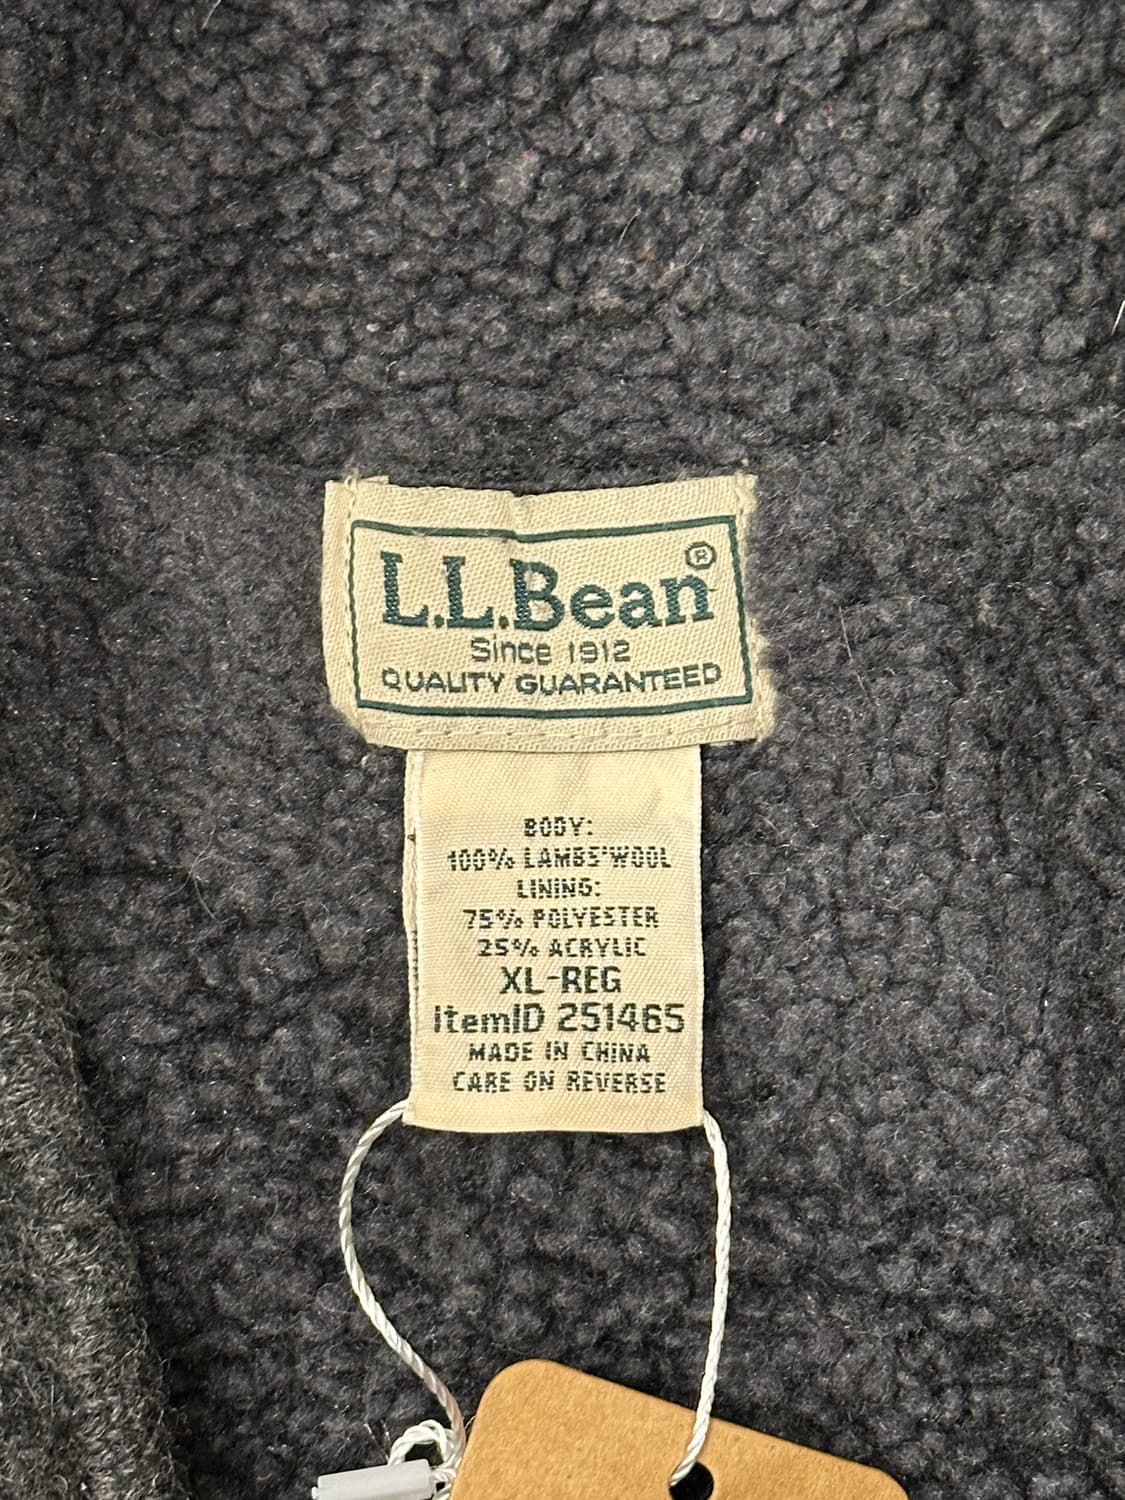 L.L.Bean®
Since 1912
QUALITY GUARANTEED
BODY:
100% LAMBS'WOOL
LINING:
75% POLYESTER
25% ACRYLIC
XL-REG
ItemID 251465
MADE IN CHINA
CARE ON REVERSE